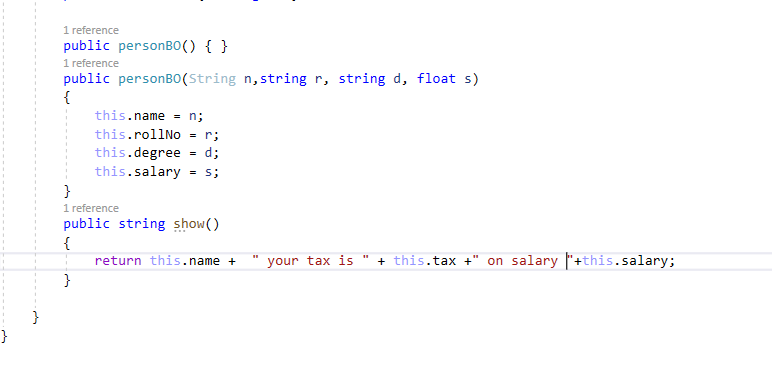 1 reference
public personBO() { }
1 reference
public personBO(String n,string r, string d, float s)
{
this.name = n;
this.rollNo = r;
this.degree = d;
this.salary = s;
}
1 reference
public string show()
{
return this.name +  " your tax is " + this.tax +" on salary "+this.salary;
}
}
}